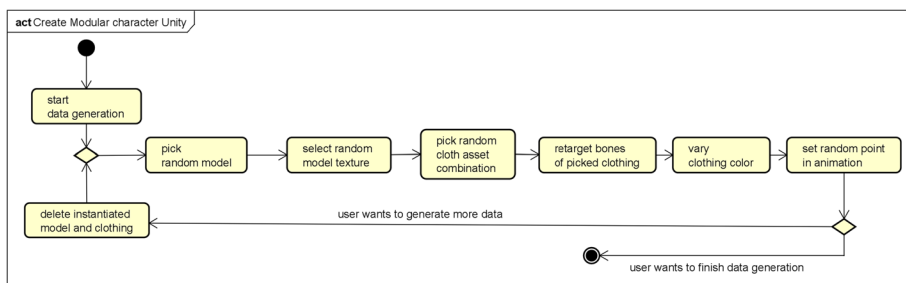 act Create Modular character Unity
start
data generation
pick
random model
select random
model texture
pick random
cloth asset
combination
retarget bones
of picked clothing
vary
clothing color
set random point
in animation
delete instantiated
model and clothing
user wants to generate more data
user wants to finish data generation